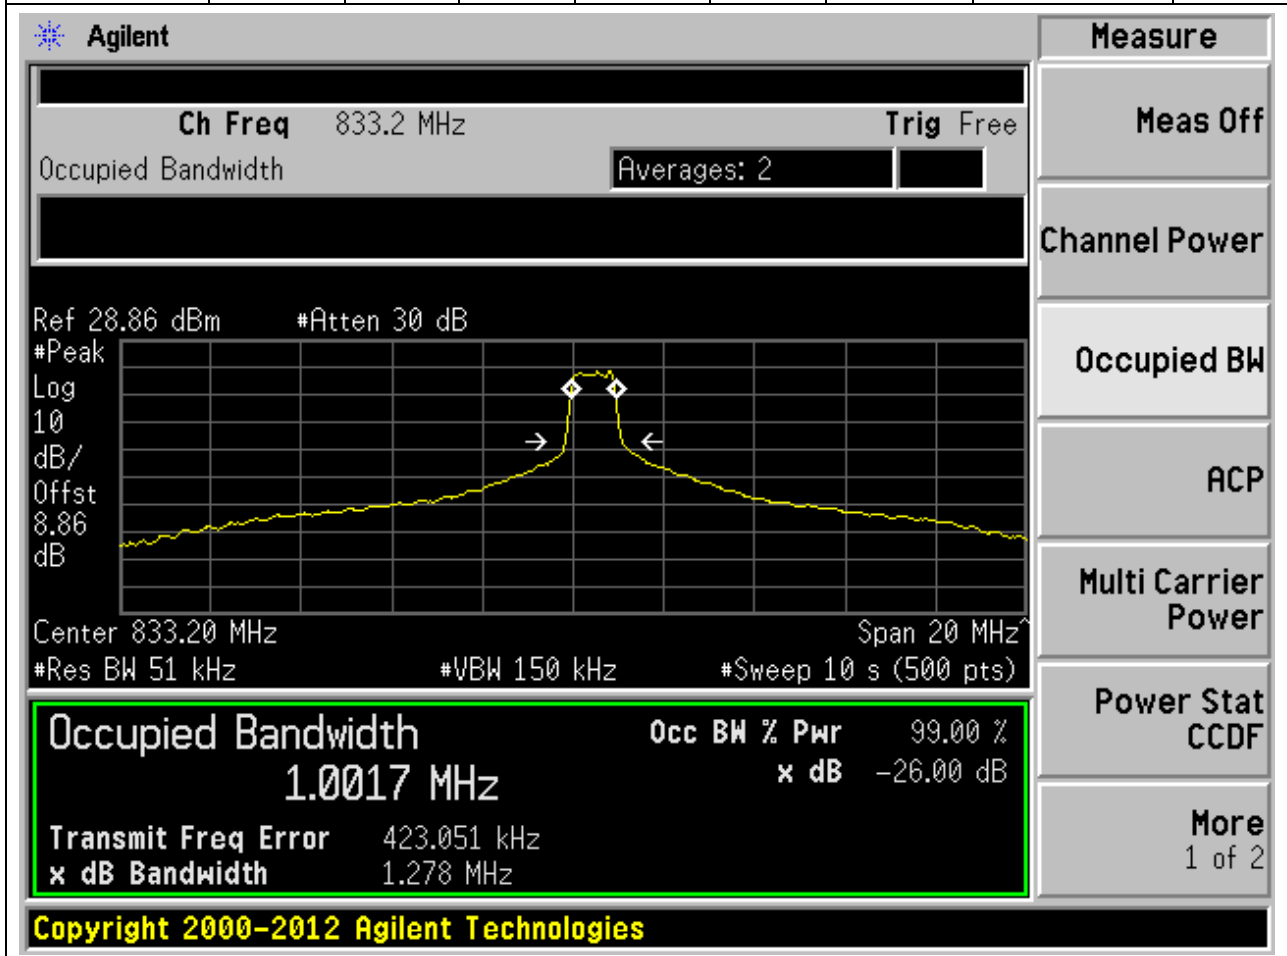 Agilent
Measure
Ch Freq 833.2 MHz Trig Free
Occupied Bandwidth Averages: 2
Meas Off
Channel Power
Occupied BW
ACP
Multi Carrier
Power
Power Stat
CCDF
More
1 of 2
Ref 28.86 dBm #Atten 30 dB
#Peak
Log
10
dB/
Offst
8.86
dB
Center 833.20 MHz Span 20 MHz^
#Res BW 51 kHz #VBW 150 kHz #Sweep 10 s (500 pts)
Occupied Bandwidth Occ BW % Pwr 99.00 %
1.0017 MHz x dB -26.00 dB
Transmit Freq Error 423.051 kHz
x dB Bandwidth 1.278 MHz
Copyright 2000-2012 Agilent Technologies